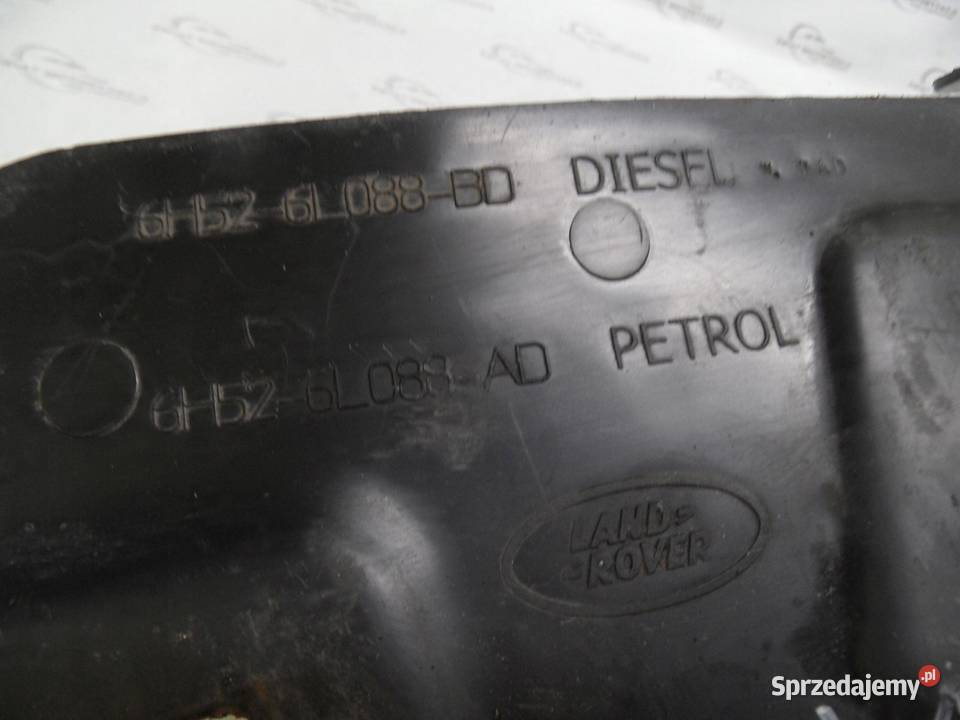 6H52-6L088-BD DIESEL
6H52-6L088-AD PETROL
LAND
ROVER
Sprzedajemy.pl